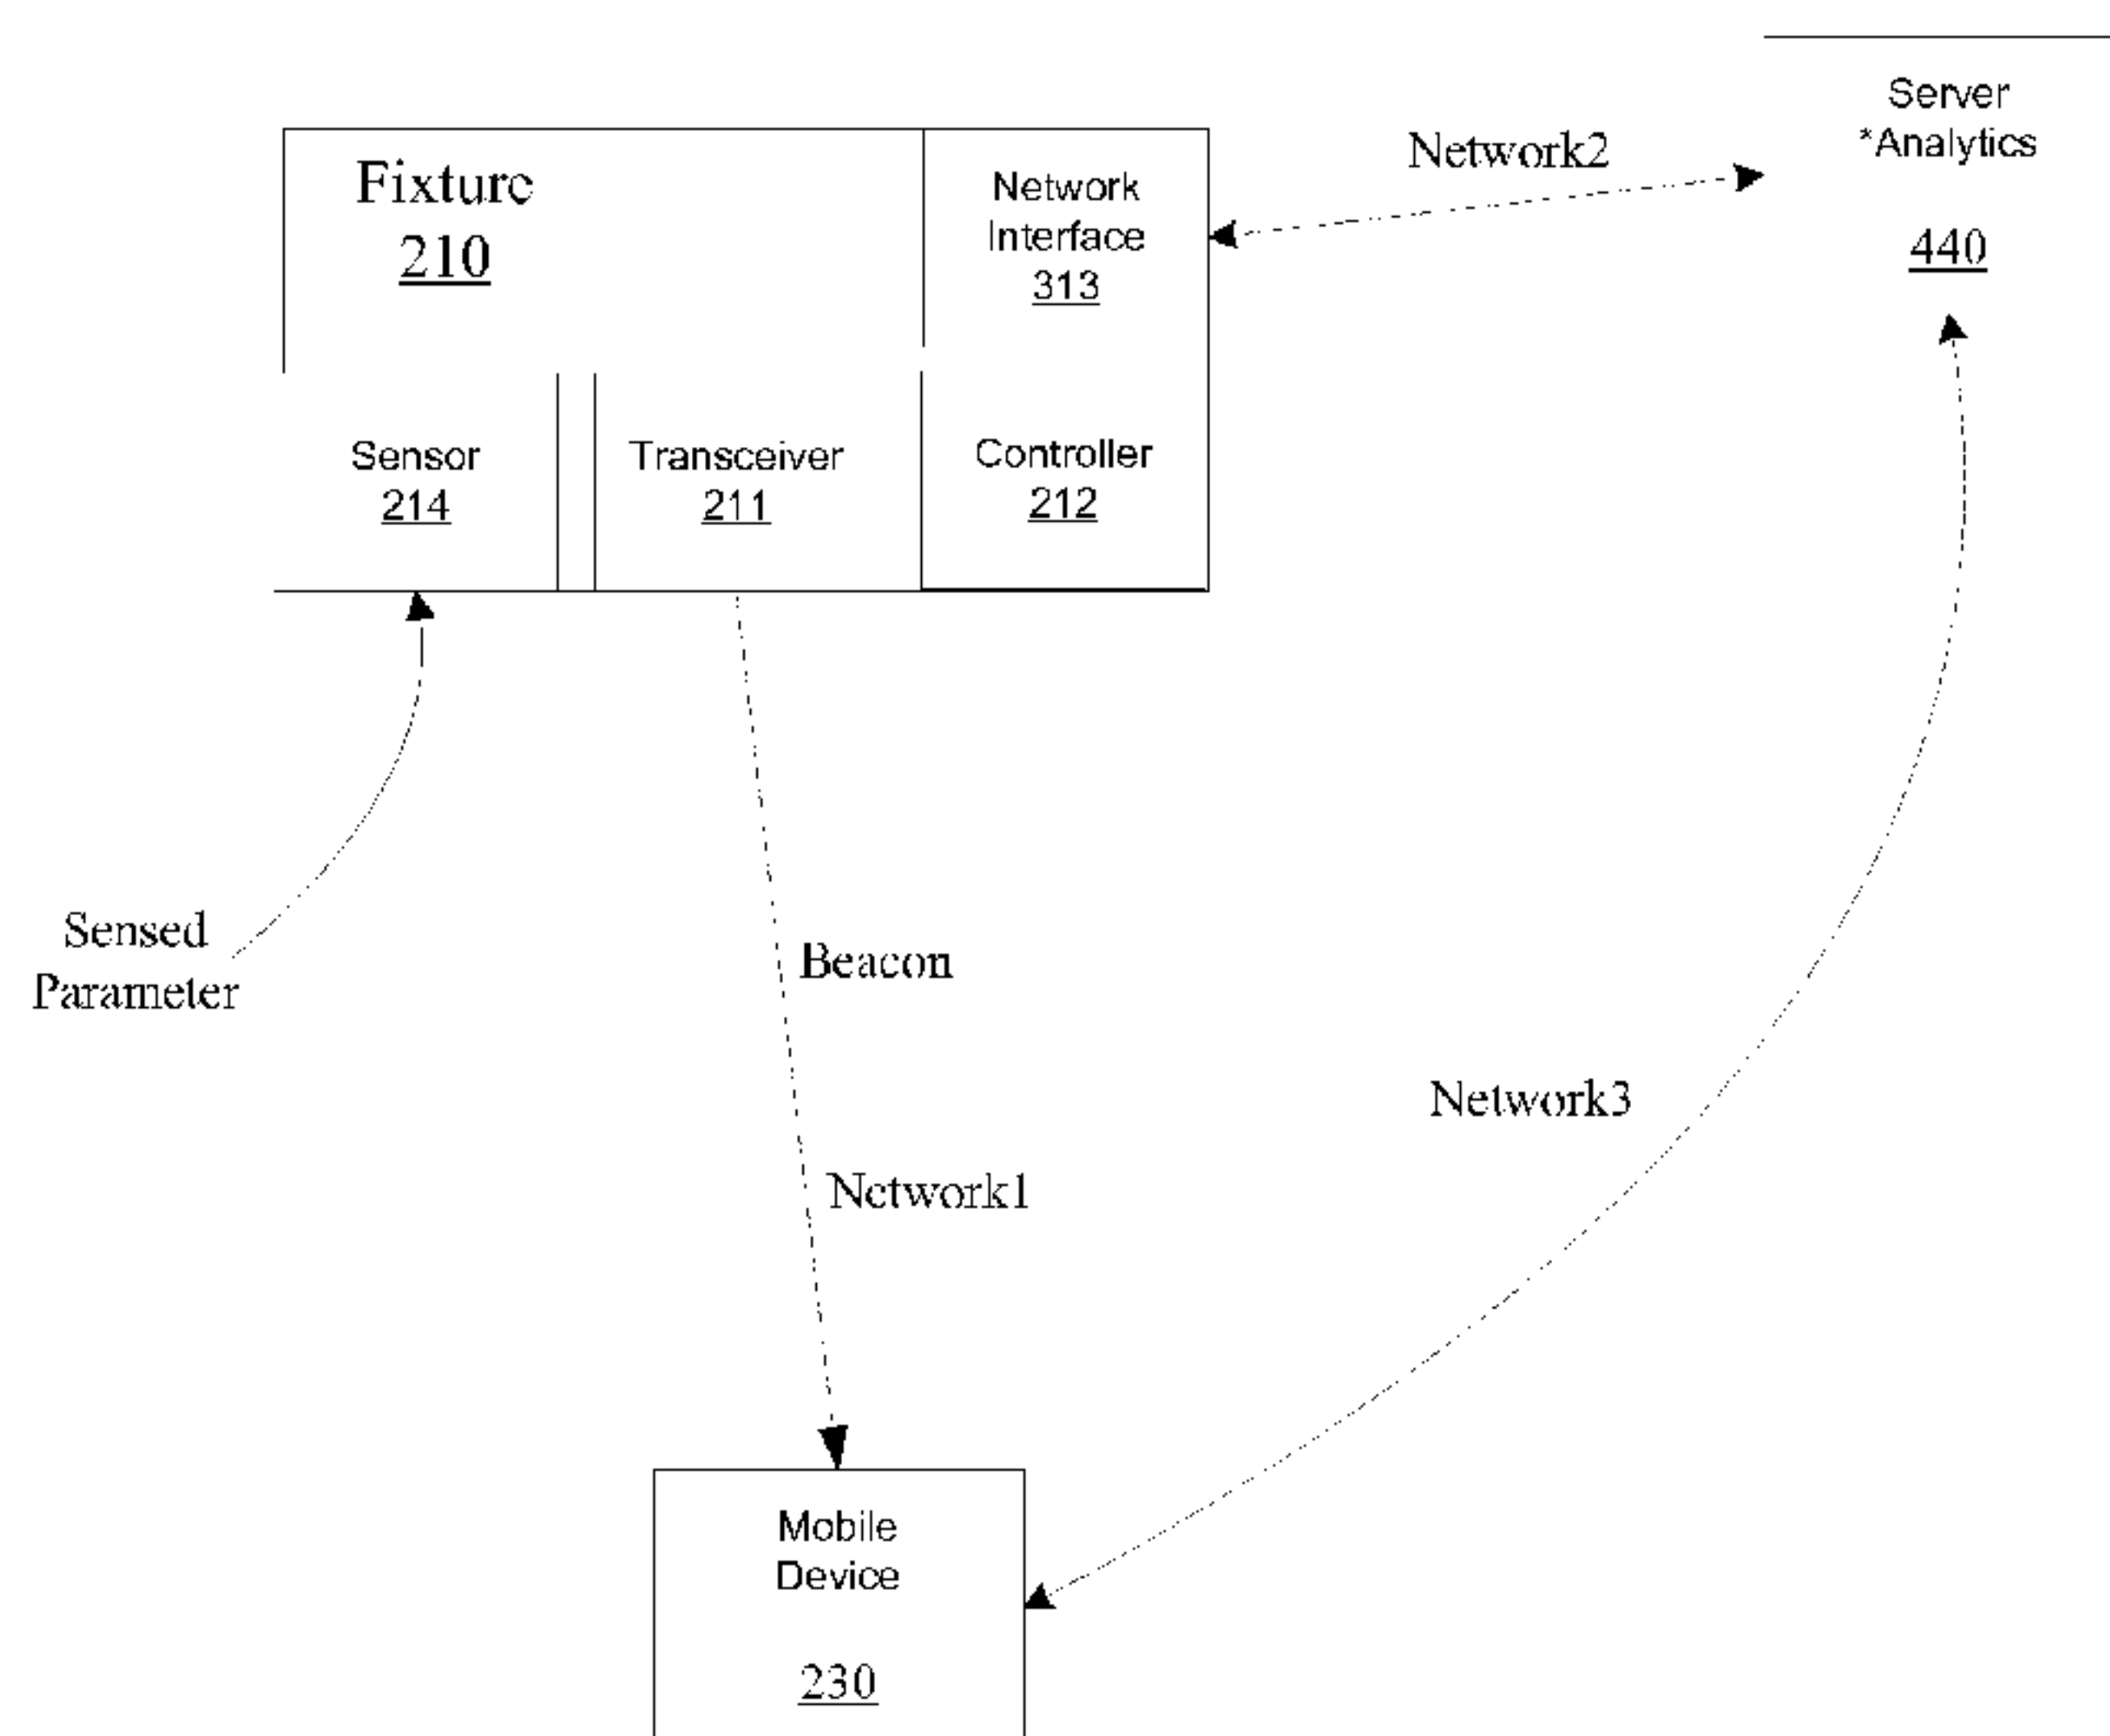 Server
*Analytics
440
Network2
Fixture
210
Network
Interface
313
Sensor
214
Transceiver
211
Controller
212
Sensed
Parameter
Beacon
Network3
Network1
Mobile
Device
230